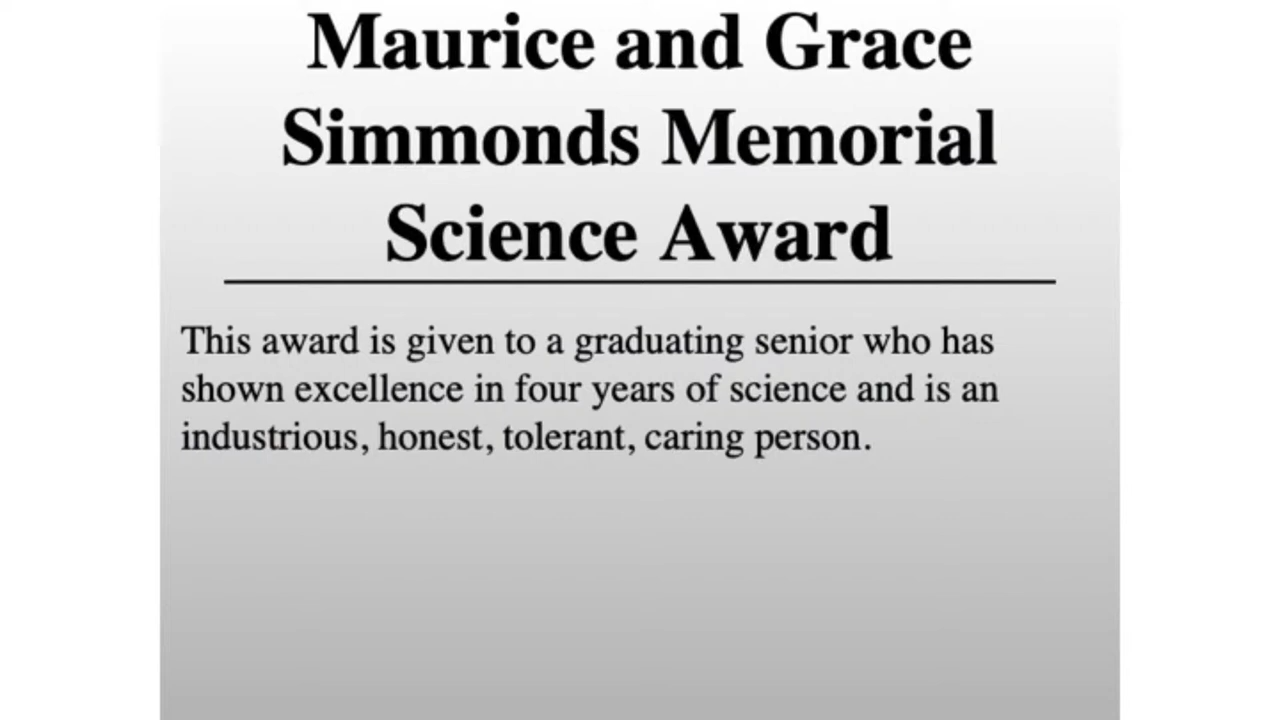 Maurice and Grace
Simmonds Memorial
Science Award
This award is given to a graduating senior who has
shown excellence in four years of science and is an
industrious, honest, tolerant, caring person.